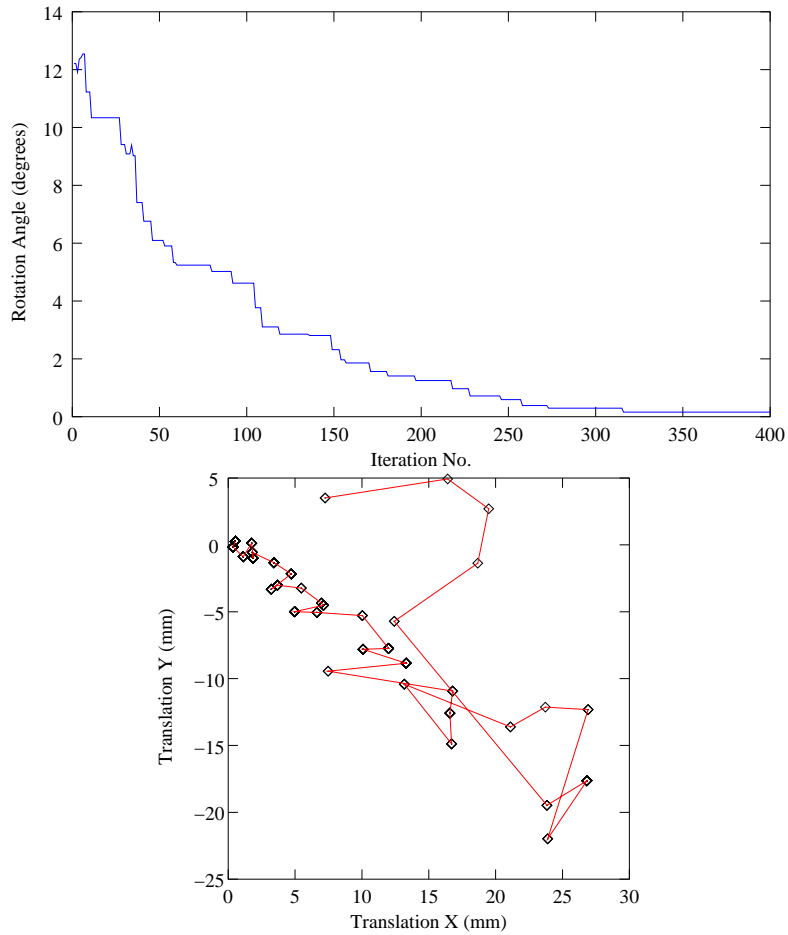 14
12
10
8
6
4
2
0
Rotation Angle (degrees)
0 50 100 150 200 250 300 350 400
Iteration No.
5
0
−5
−10
−15
−20
−25
Translation Y (mm)
0 5 10 15 20 25 30
Translation X (mm)